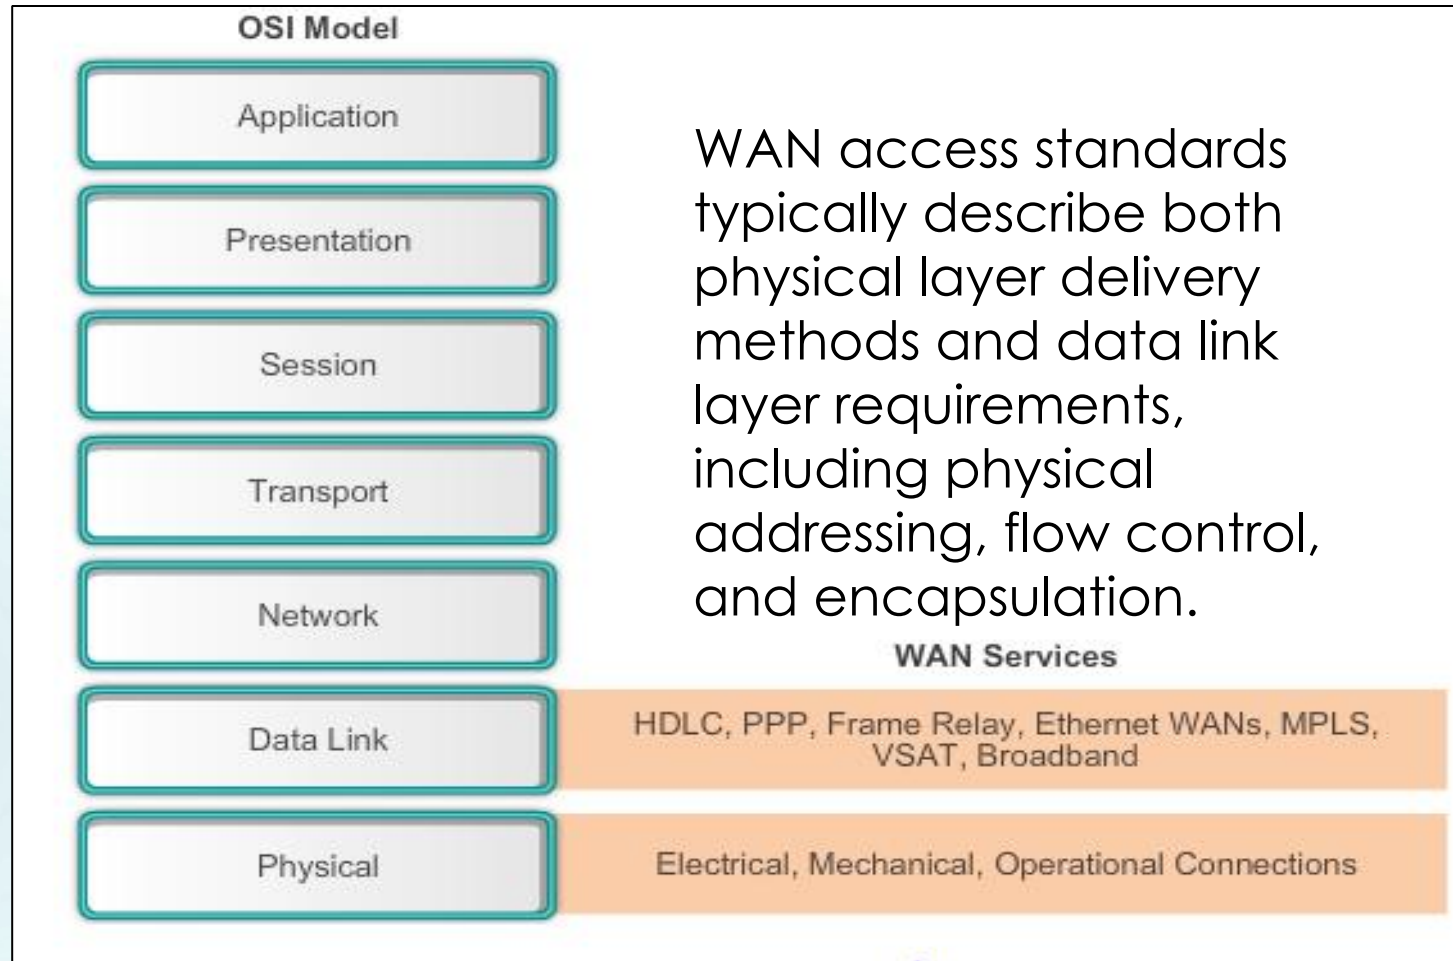 OSI Model
Application
Presentation
Session
Transport
Network
Data Link
Physical
WAN access standards
typically describe both
physical layer delivery
methods and data link
layer requirements,
including physical
addressing, flow control,
and encapsulation.
WAN Services
HDLC, PPP, Frame Relay, Ethernet WANs, MPLS,
VSAT, Broadband
Electrical, Mechanical, Operational Connections